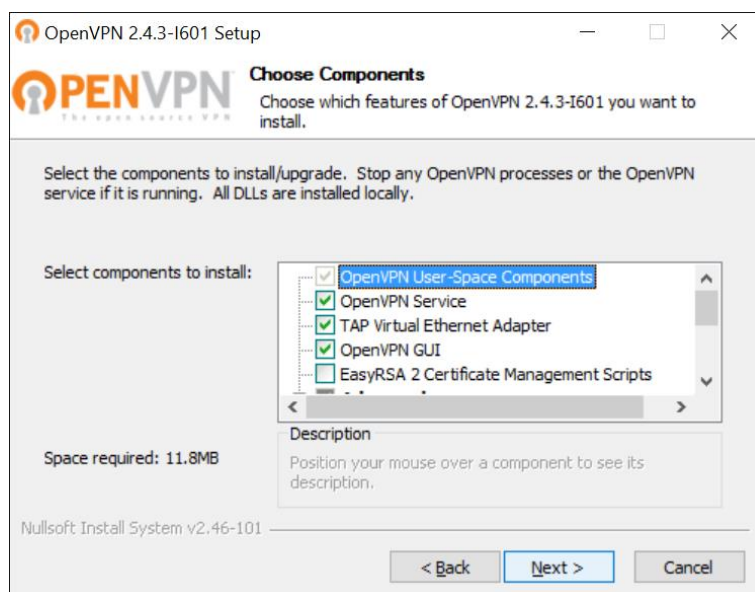 OpenVPN 2.4.3-I601 Setup
OPENVPN
The open source VPN
Choose Components
Choose which features of OpenVPN 2.4.3-I601 you want to
install.
Select the components to install/upgrade. Stop any OpenVPN processes or the OpenVPN
service if it is running. All DLLs are installed locally.
Select components to install:
OpenVPN User-Space Components
OpenVPN Service
TAP Virtual Ethernet Adapter
OpenVPN GUI
EasyRSA 2 Certificate Management Scripts
Space required: 11.8MB
Description
Position your mouse over a component to see its
description.
Nullsoft Install System v2.46-101
< Back
Next >
Cancel